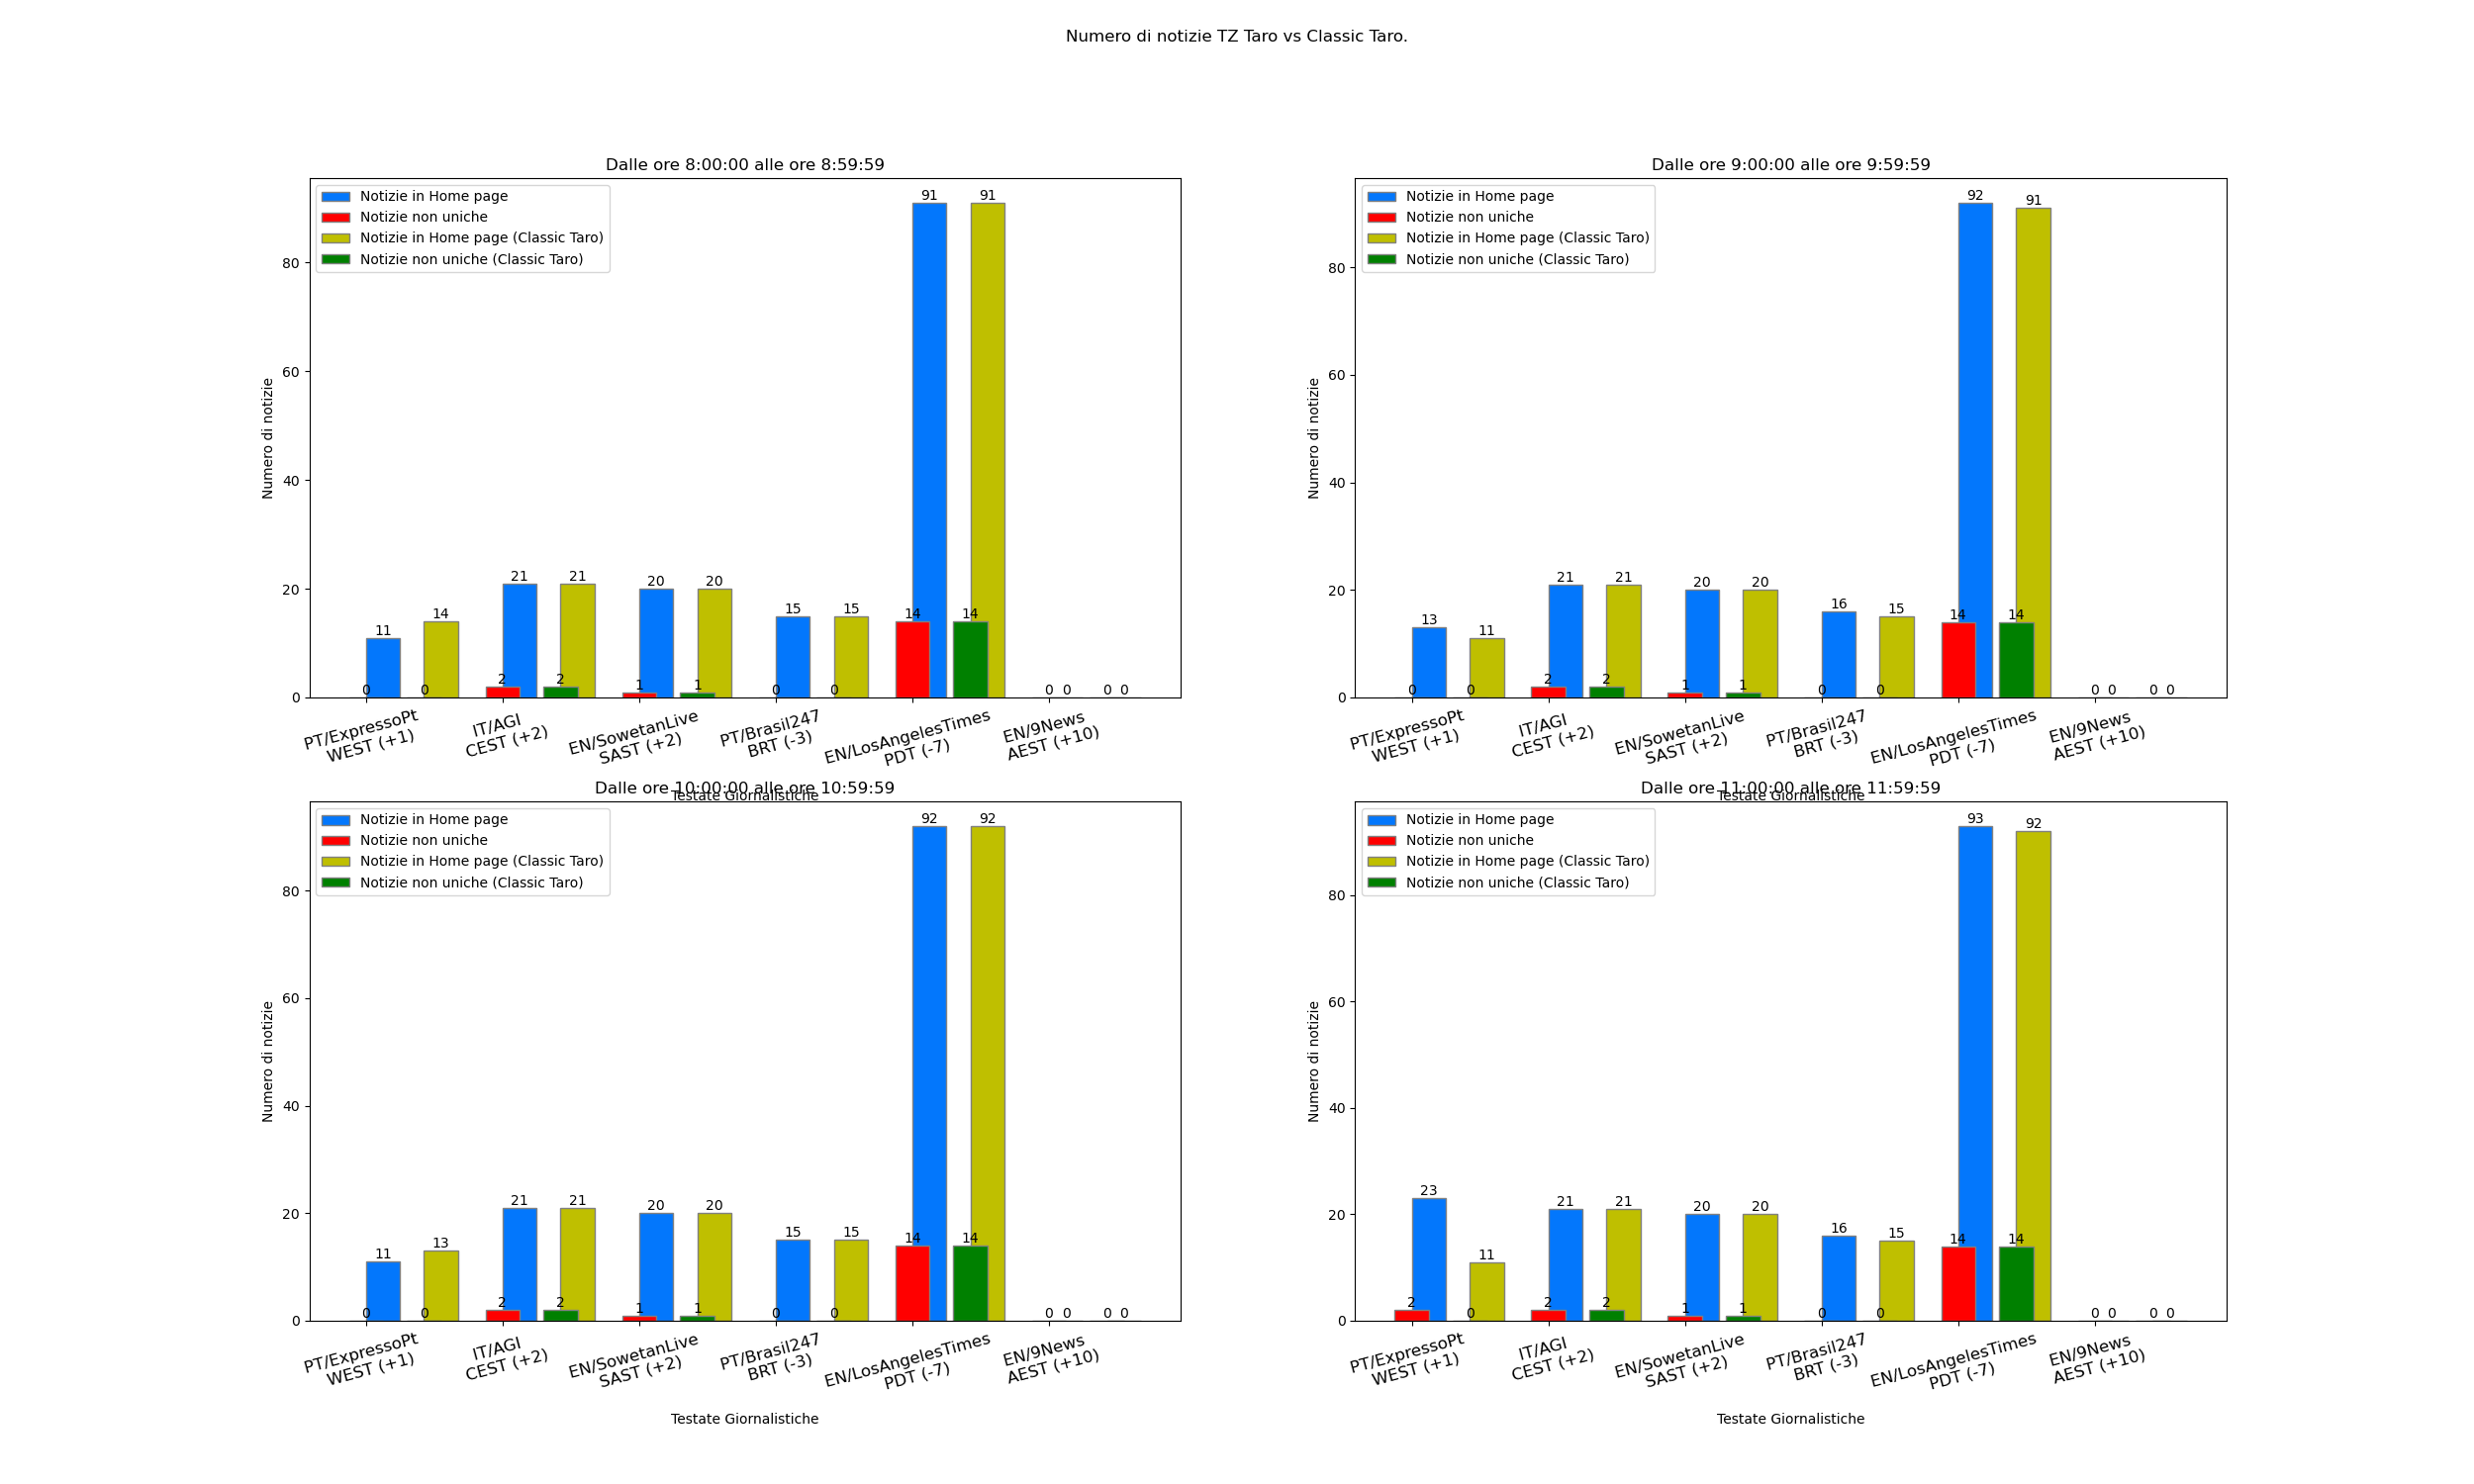 Numero di notizie TZ Taro vs Classic Taro.
Dalle ore 8:00:00 alle ore 8:59:59
Notizie in Home page
Notizie non uniche
Notizie in Home page (Classic Taro)
Notizie non uniche (Classic Taro)
Numero di notizie
80
60
40
20
0
91 91
21 21 20 20
15 15 14 14
11 14
0 0 2 2 1 1 0 0 0 0 0 0
PT/ExpressoPt
WEST (+1)
IT/AGI
CEST (+2)
EN/SowetanLive
SAST (+2)
PT/Brasil247
BRT (-3)
EN/LosAngelesTimes
PDT (-7)
EN/9News
AEST (+10)
Testate Giornalistiche
Dalle ore 9:00:00 alle ore 9:59:59
Notizie in Home page
Notizie non uniche
Notizie in Home page (Classic Taro)
Notizie non uniche (Classic Taro)
Numero di notizie
80
60
40
20
0
92 91
21 21 20 20
16 15 14 14
13 11
0 0 2 2 1 1 0 0 0 0 0 0
PT/ExpressoPt
WEST (+1)
IT/AGI
CEST (+2)
EN/SowetanLive
SAST (+2)
PT/Brasil247
BRT (-3)
EN/LosAngelesTimes
PDT (-7)
EN/9News
AEST (+10)
Testate Giornalistiche
Dalle ore 10:00:00 alle ore 10:59:59
Notizie in Home page
Notizie non uniche
Notizie in Home page (Classic Taro)
Notizie non uniche (Classic Taro)
Numero di notizie
80
60
40
20
0
92 92
21 21 20 20
15 15 14 14
11 13
0 0 2 2 1 1 0 0 0 0 0 0
PT/ExpressoPt
WEST (+1)
IT/AGI
CEST (+2)
EN/SowetanLive
SAST (+2)
PT/Brasil247
BRT (-3)
EN/LosAngelesTimes
PDT (-7)
EN/9News
AEST (+10)
Testate Giornalistiche
Dalle ore 11:00:00 alle ore 11:59:59
Notizie in Home page
Notizie non uniche
Notizie in Home page (Classic Taro)
Notizie non uniche (Classic Taro)
Numero di notizie
80
60
40
20
0
93 92
23 21 21 20 20
16 15 14 14
11
2 0 2 2 1 1 0 0 0 0 0 0
PT/ExpressoPt
WEST (+1)
IT/AGI
CEST (+2)
EN/SowetanLive
SAST (+2)
PT/Brasil247
BRT (-3)
EN/LosAngelesTimes
PDT (-7)
EN/9News
AEST (+10)
Testate Giornalistiche